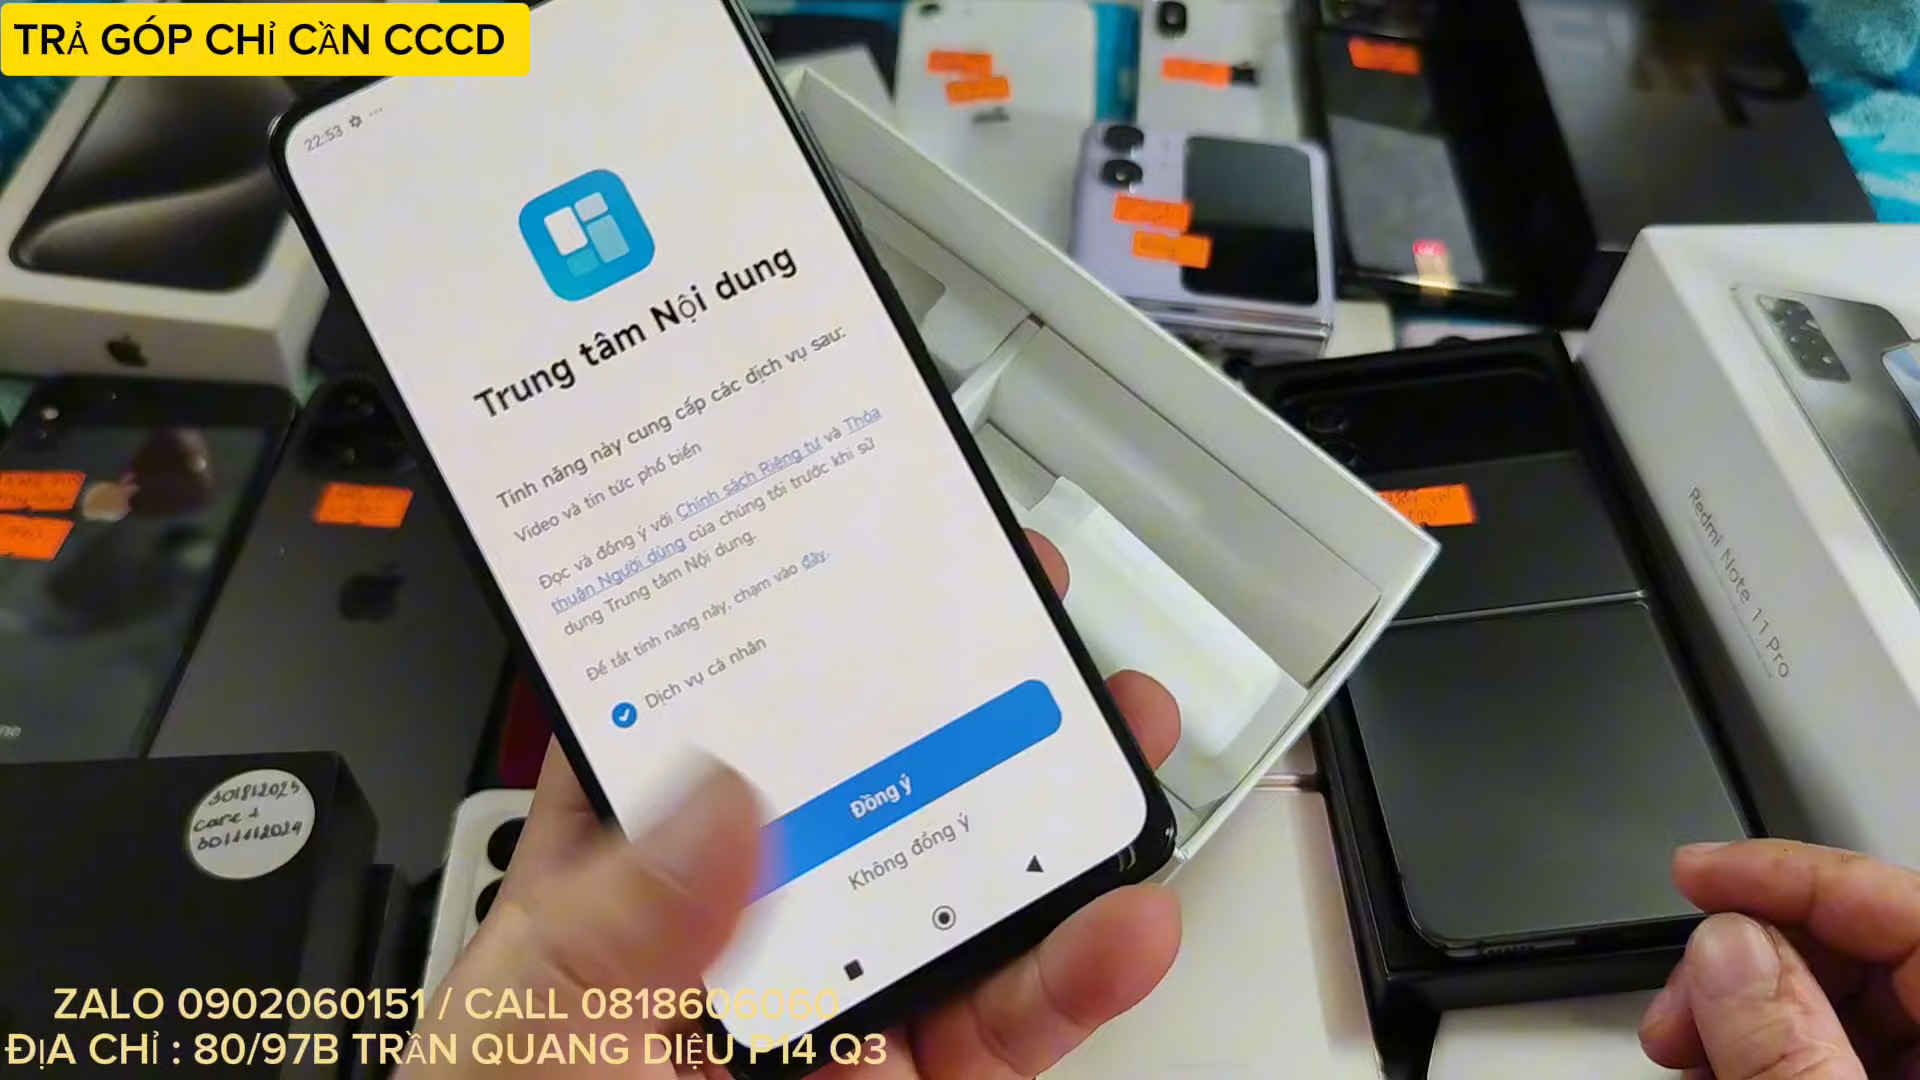 TRẢ GÓP CHỈ CẦN CCCD
22:53
Trung tâm Nội dung
Tính năng này cung cấp các dịch vụ sau:
Video và tin tức phổ biến
Đọc và đồng ý với Chính sách Riêng tư và Thỏa
thuận Người dùng của chúng tôi trước khi sử
dụng Trung tâm Nội dung.
Để tắt tính năng này, chạm vào đây.
Dịch vụ cá nhân
Đồng ý
Không đồng ý
Redmi Note 11 Pro
care +
ZALO 0902060151 / CALL 0818606060
ĐỊA CHỈ : 80/97B TRẦN QUANG DIỆU P14 Q3